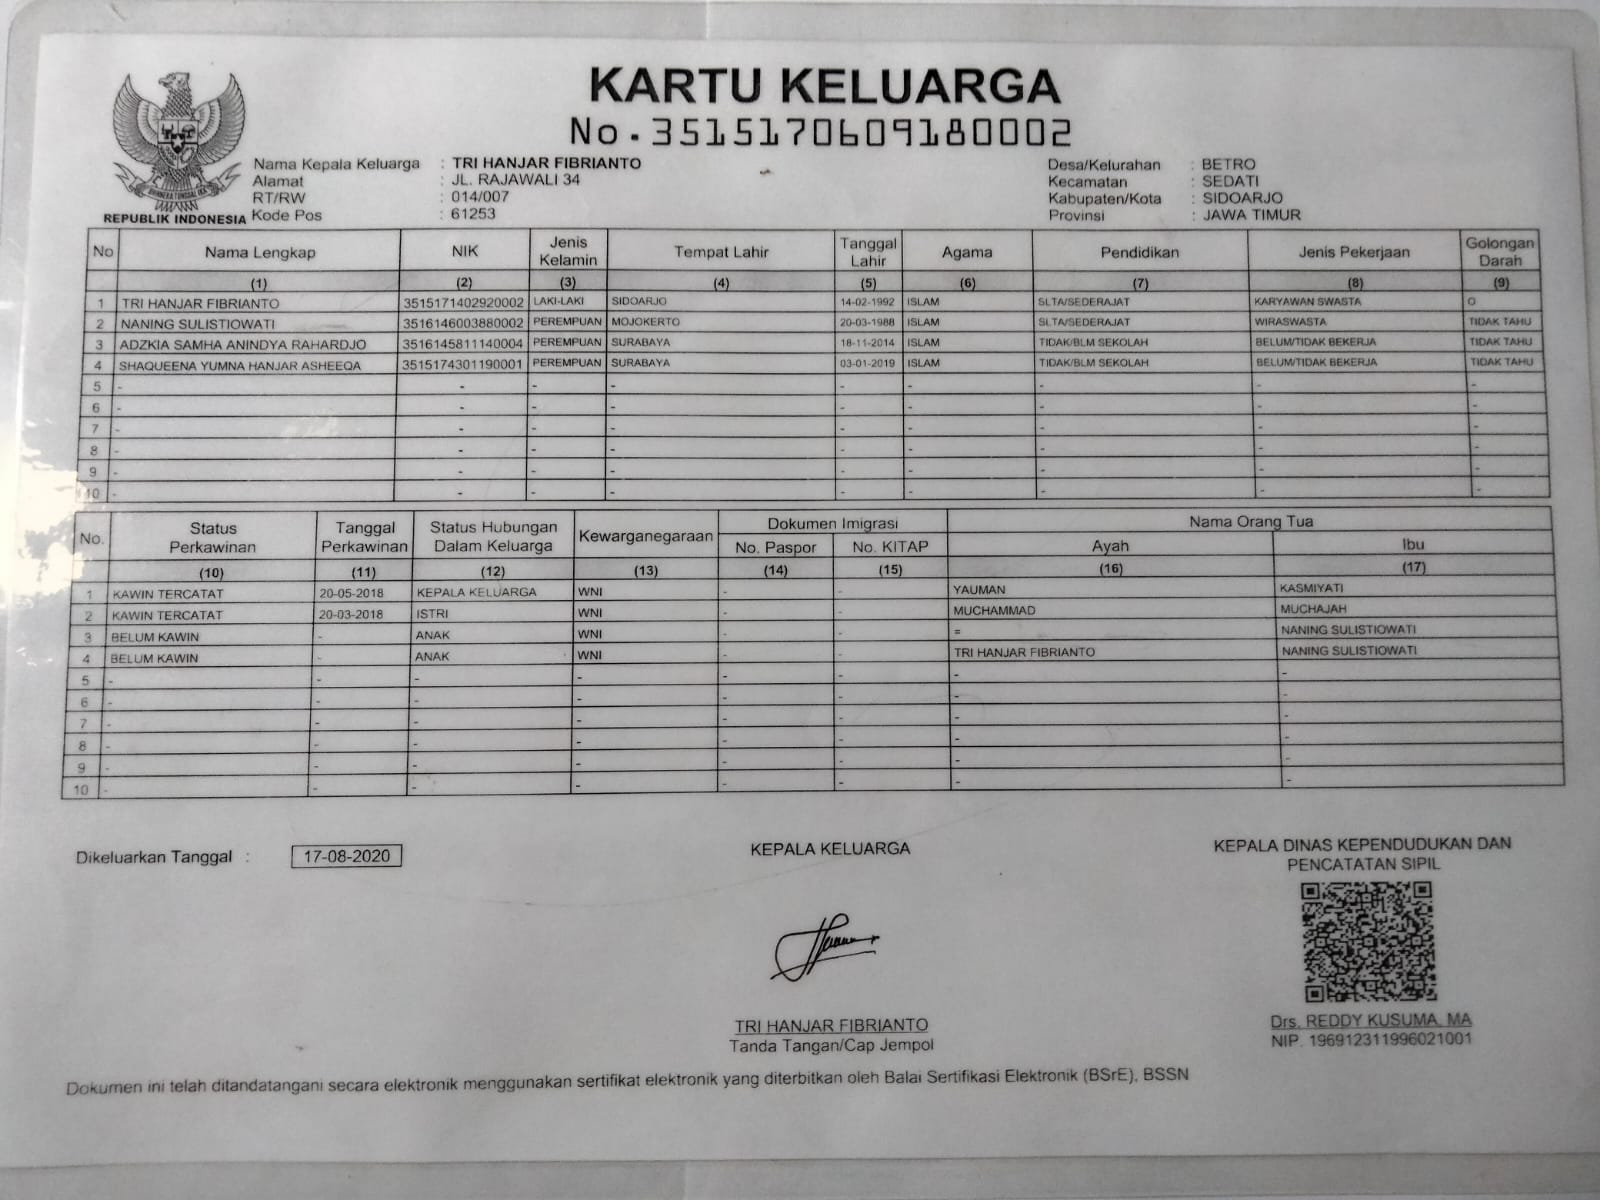 KARTU KELUARGA
No.3515170609180002
BHINNEKA TUNGGAL IKA
REPUBLIK INDONESIA
Nama Kepala Keluarga : TRI HANJAR FIBRIANTO
Alamat : JL. RAJAWALI 34
RT/RW : 014/007
Kode Pos : 61253
Desa/Kelurahan : BETRO
Kecamatan : SEDATI
Kabupaten/Kota : SIDOARJO
Provinsi : JAWA TIMUR
No Nama Lengkap NIK Jenis Kelamin Tempat Lahir Tanggal Lahir Agama Pendidikan Jenis Pekerjaan Golongan Darah
(1) (2) (3) (4) (5) (6) (7) (8) (9)
1 TRI HANJAR FIBRIANTO 3515171402920002 LAKI-LAKI SIDOARJO 14-02-1992 ISLAM SLTA/SEDERAJAT KARYAWAN SWASTA O
2 NANING SULISTIOWATI 3516146003880002 PEREMPUAN MOJOKERTO 20-03-1988 ISLAM SLTA/SEDERAJAT WIRASWASTA TIDAK TAHU
3 ADZKIA SAMHA ANINDYA RAHARDJO 3516145811140004 PEREMPUAN SURABAYA 18-11-2014 ISLAM TIDAK/BLM SEKOLAH BELUM/TIDAK BEKERJA TIDAK TAHU
4 SHAQUEENA YUMNA HANJAR ASHEEQA 3515174301190001 PEREMPUAN SURABAYA 03-01-2019 ISLAM TIDAK/BLM SEKOLAH BELUM/TIDAK BEKERJA TIDAK TAHU
5 - - - - - - - - -
6 - - - - - - - - -
7 - - - - - - - - -
8 - - - - - - - - -
9 - - - - - - - - -
10 - - - - - - - - -
No. Status Perkawinan Tanggal Perkawinan Status Hubungan Dalam Keluarga Kewarganegaraan Dokumen Imigrasi Nama Orang Tua
No. Paspor No. KITAP Ayah Ibu
(10) (11) (12) (13) (14) (15) (16) (17)
1 KAWIN TERCATAT 20-05-2018 KEPALA KELUARGA WNI - - YAUMAN KASMIYATI
2 KAWIN TERCATAT 20-03-2018 ISTRI WNI - - MUCHAMMAD MUCHAJAH
3 BELUM KAWIN - ANAK WNI - - = NANING SULISTIOWATI
4 BELUM KAWIN - ANAK WNI - - TRI HANJAR FIBRIANTO NANING SULISTIOWATI
5 - - - - - - - -
6 - - - - - - - -
7 - - - - - - - -
8 - - - - - - - -
9 - - - - - - - -
10 - - - - - - - -
Dikeluarkan Tanggal : 17-08-2020
KEPALA KELUARGA
TRI HANJAR FIBRIANTO
Tanda Tangan/Cap Jempol
KEPALA DINAS KEPENDUDUKAN DAN
PENCATATAN SIPIL
Drs. REDDY KUSUMA, MA
NIP. 196912311996021001
Dokumen ini telah ditandatangani secara elektronik menggunakan sertifikat elektronik yang diterbitkan oleh Balai Sertifikasi Elektronik (BSrE), BSSN